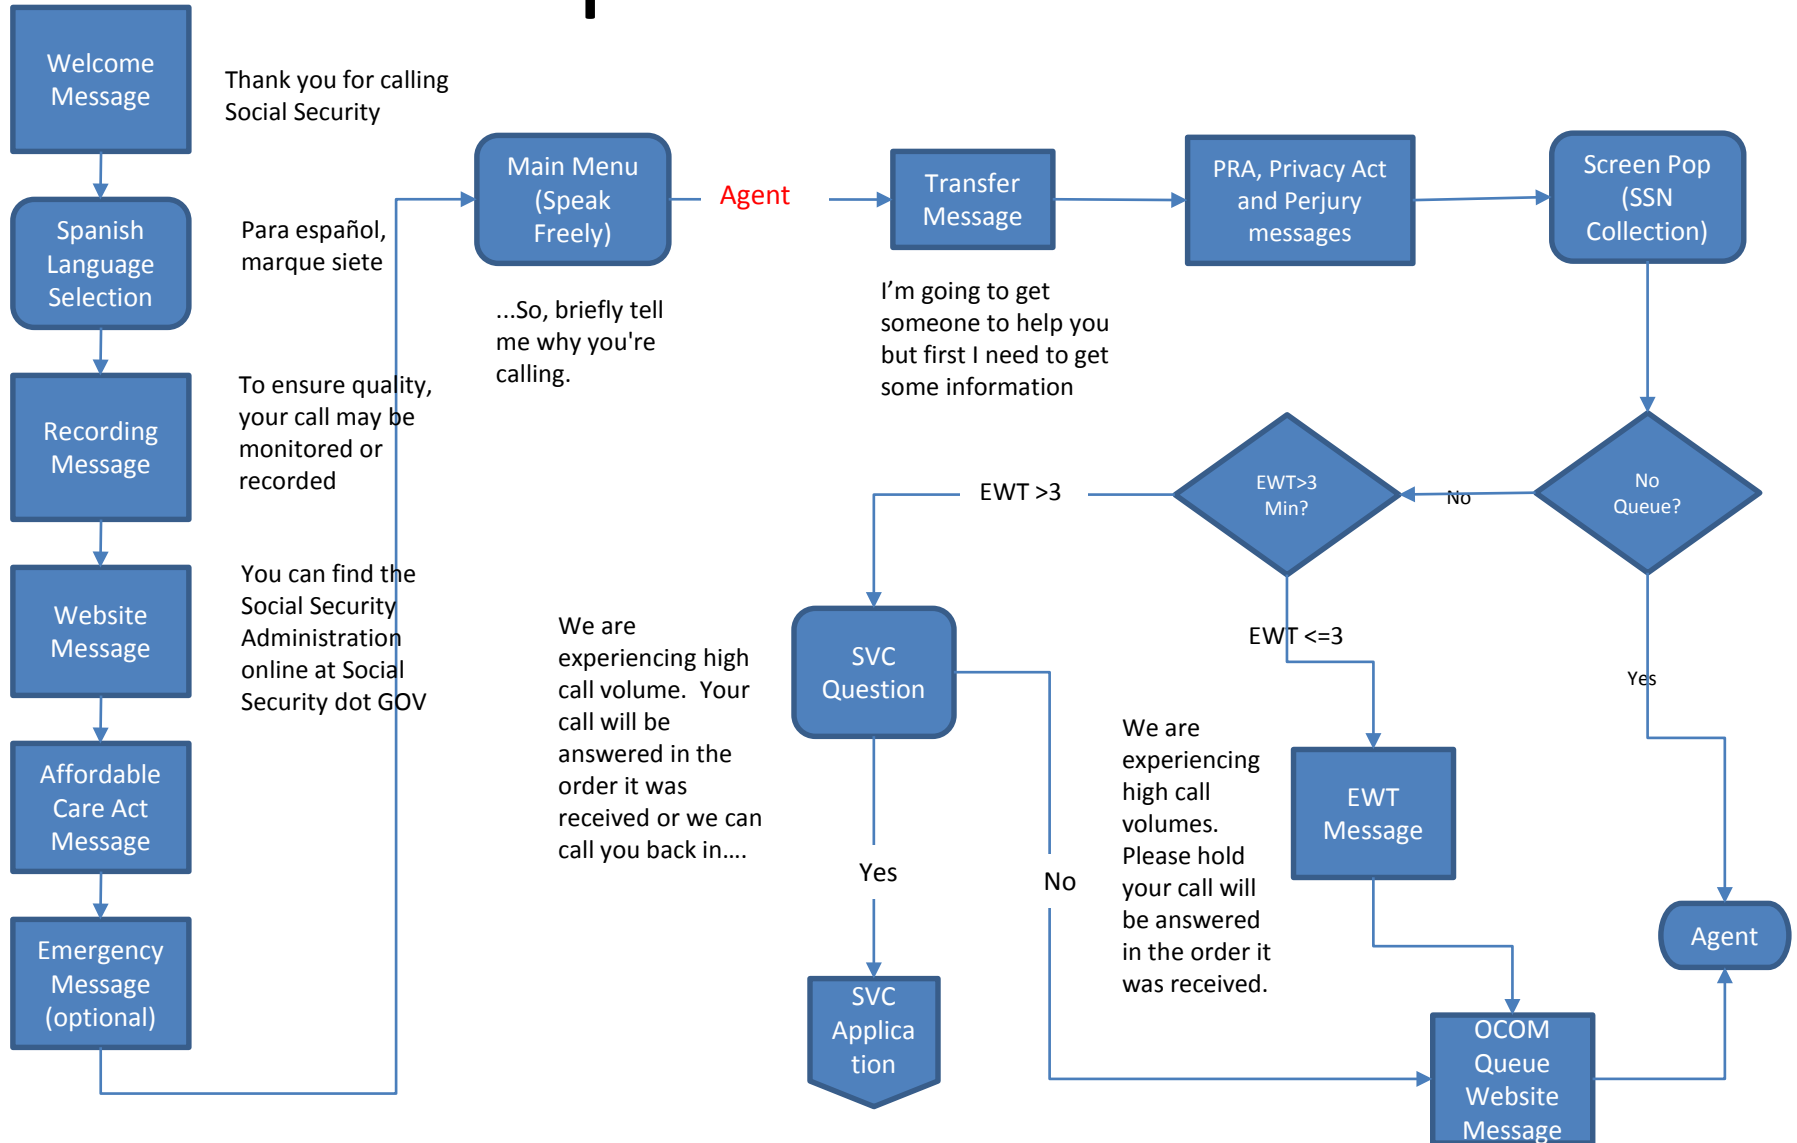 Welcome
Message
Thank you for calling
Social Security
Spanish
Language
Selection
Para español,
marque siete
Recording
Message
To ensure quality,
your call may be
monitored or
recorded
Website
Message
You can find the
Social Security
Administration
online at Social
Security dot GOV
Affordable
Care Act
Message
Emergency
Message
(optional)
Main Menu
(Speak
Freely)
...So, briefly tell
me why you're
calling.
Agent
Transfer
Message
I'm going to get
someone to help you
but first I need to get
some information
PRA, Privacy Act
and Perjury
messages
Screen Pop
(SSN
Collection)
No
Queue?
No
Yes
EWT>3
Min?
EWT >3
EWT <=3
SVC
Question
We are
experiencing high
call volume.  Your
call will be
answered in the
order it was
received or we can
call you back in….
Yes
No
SVC
Applica
tion
EWT
Message
We are
experiencing
high call
volumes.
Please hold
your call will
be answered
in the order it
was received.
OCOM
Queue
Website
Message
Agent